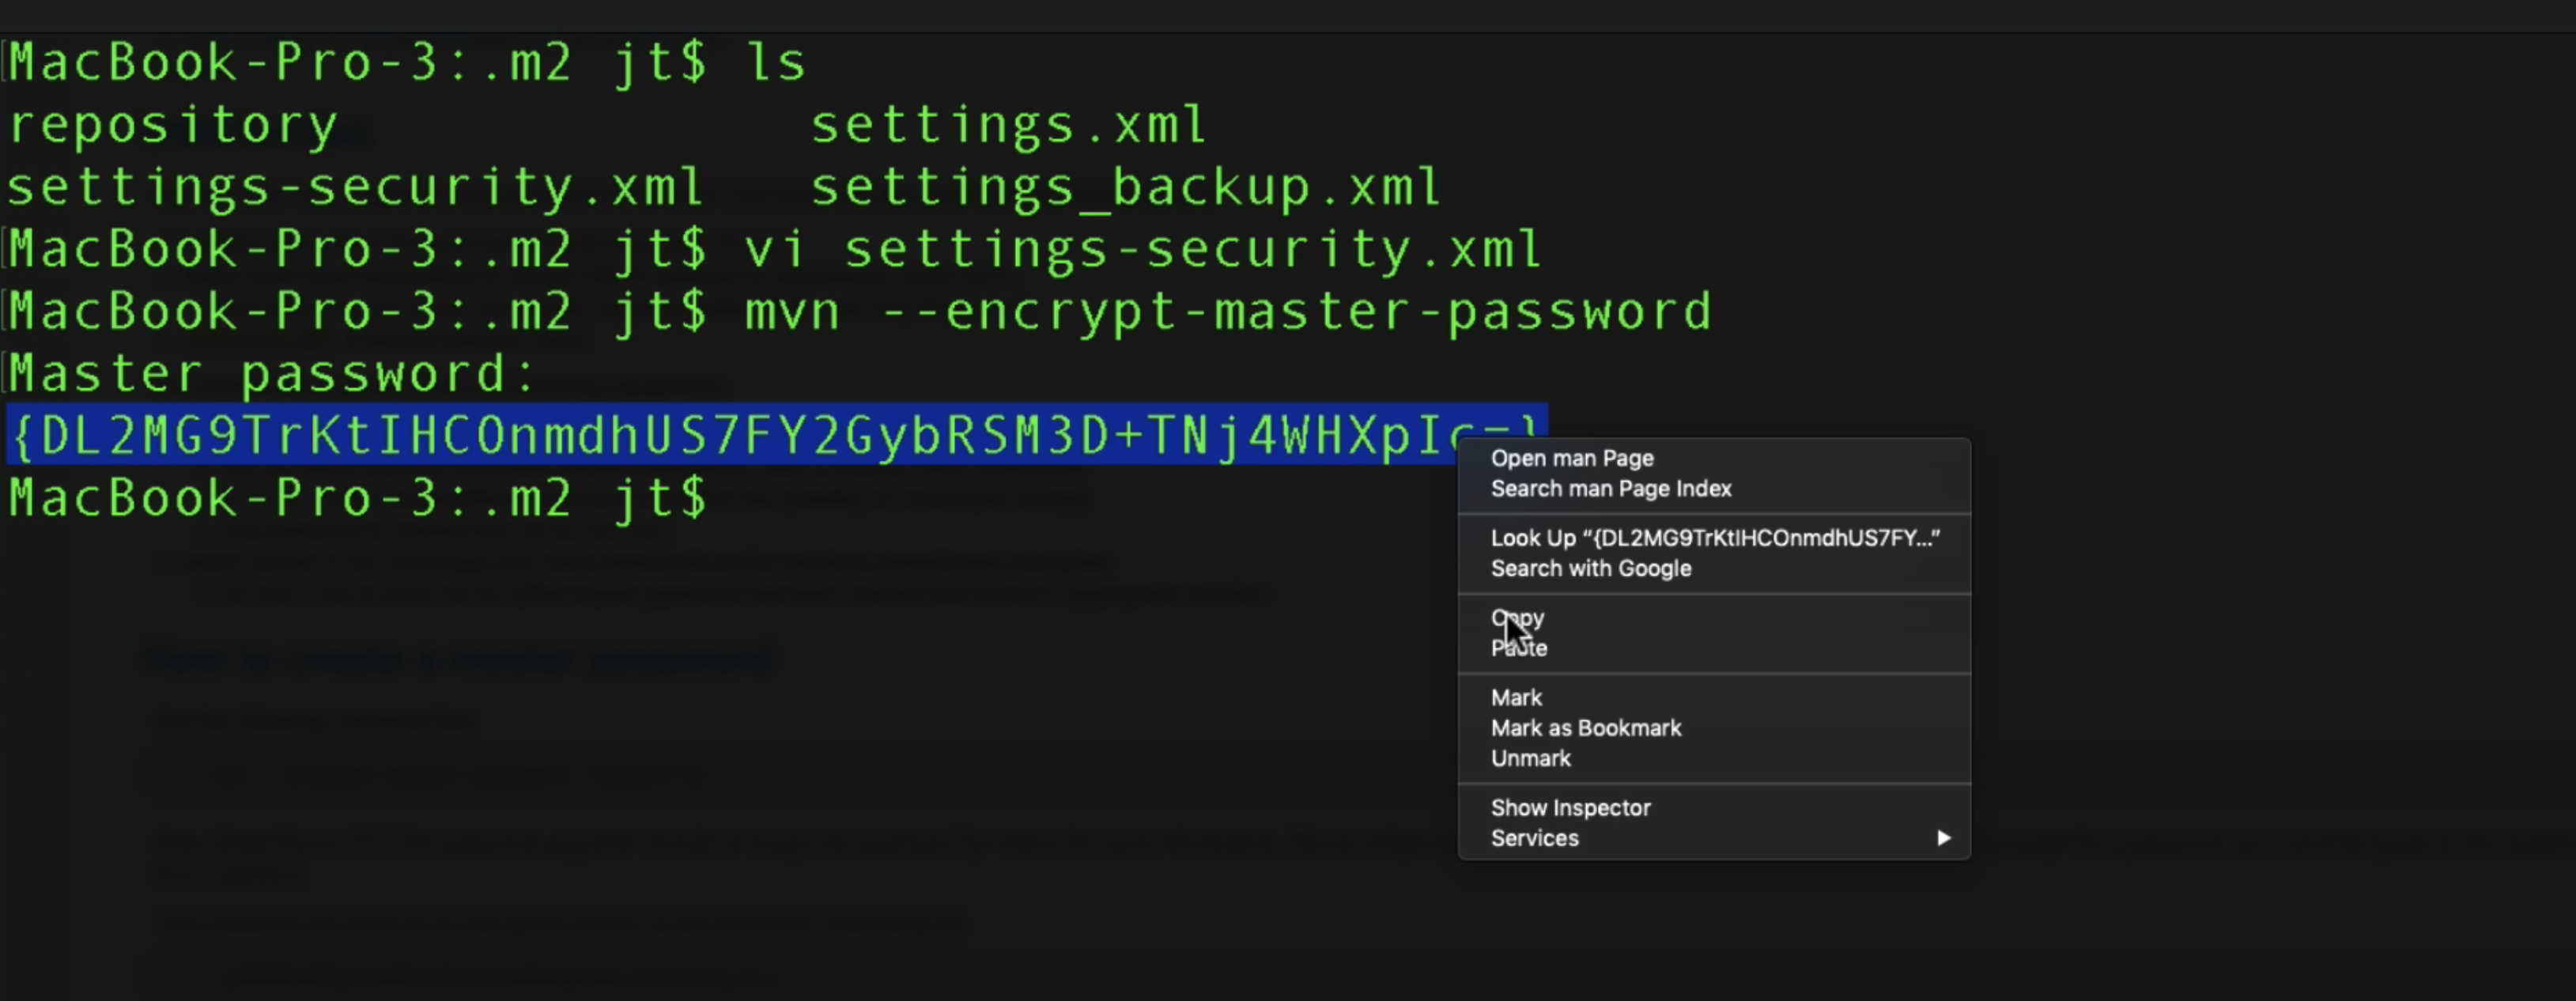 MacBook-Pro-3:.m2 jt$ ls
repository settings.xml
settings-security.xml settings_backup.xml
MacBook-Pro-3:.m2 jt$ vi settings-security.xml
MacBook-Pro-3:.m2 jt$ mvn --encrypt-master-password
Master password:
{DL2MG9TrKtIHCOnmdhUS7FY2GybRSM3D+TNj4WHXpIc=}
MacBook-Pro-3:.m2 jt$
Open man Page
Search man Page Index
Look Up “{DL2MG9TrKtIHCOnmdhUS7FY...”
Search with Google
Copy
Paste
Mark
Mark as Bookmark
Unmark
Show Inspector
Services